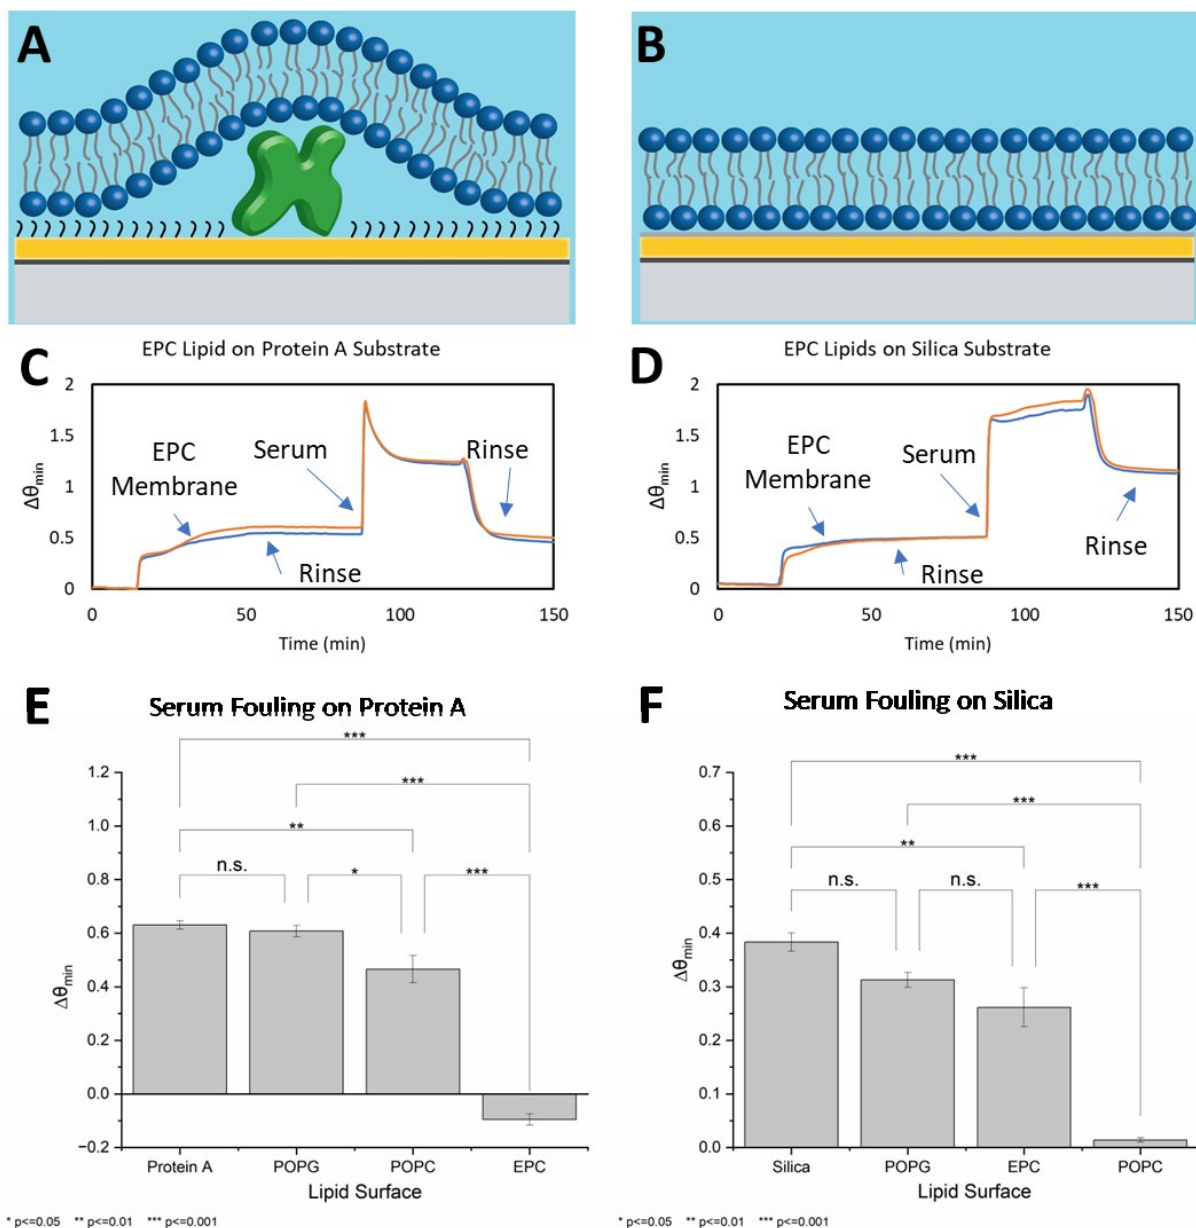 A
B
EPC Lipid on Protein A Substrate
C
2
1.5
1
0.5
0
Δθmin
EPC
Membrane
Serum
Rinse
Rinse
0
50
100
150
Time (min)
EPC Lipids on Silica Substrate
D
2
1.5
1
0.5
0
Δθmin
EPC
Membrane
Serum
Rinse
Rinse
0
50
100
150
Time (min)
E
Serum Fouling on Protein A
***
***
**
n.s.
*
***
1.2
1.0
0.8
0.6
0.4
0.2
0.0
−0.2
Δθmin
Protein A
POPG
POPC
EPC
Lipid Surface
* p<=0.05 ** p<=0.01 *** p<=0.001
F
Serum Fouling on Silica
***
***
**
n.s.
n.s.
***
0.7
0.6
0.5
0.4
0.3
0.2
0.1
0.0
Δθmin
Silica
POPG
EPC
POPC
Lipid Surface
* p<=0.05 ** p<=0.01 *** p<=0.001